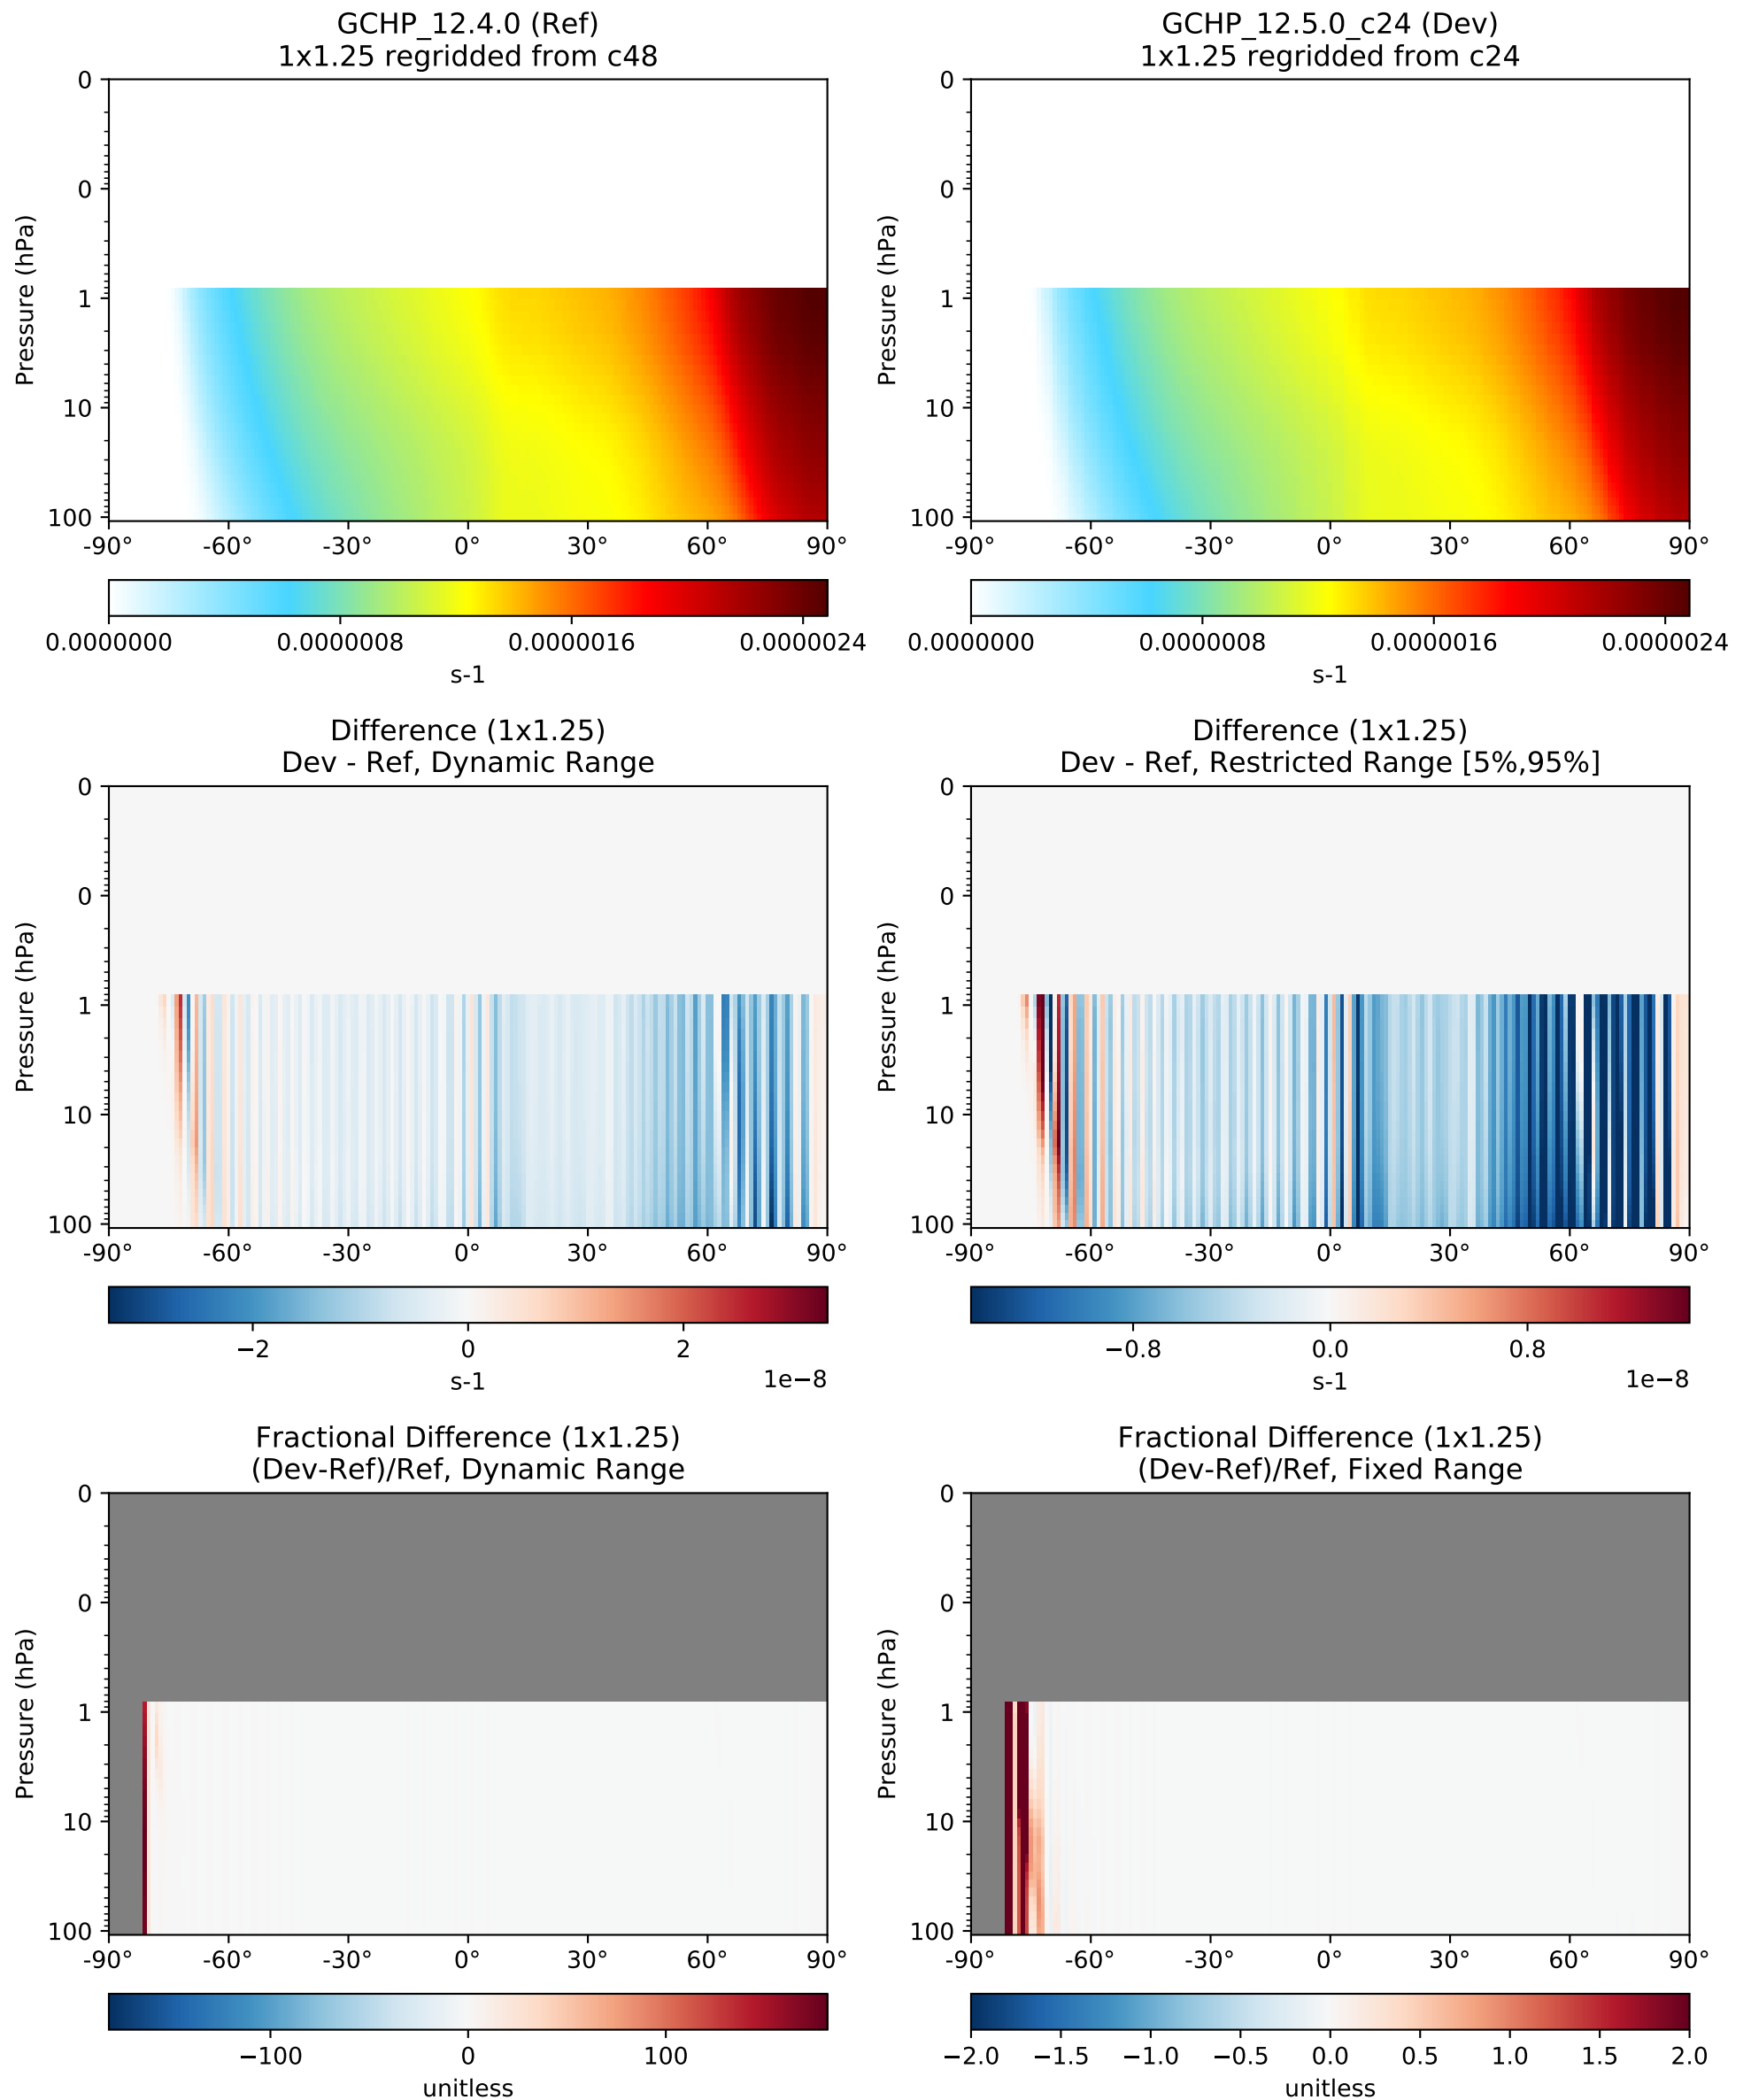 GCHP_12.4.0 (Ref)
1x1.25 regridded from c48
0
0
1
10
100
Pressure (hPa)
-90° -60° -30° 0° 30° 60° 90°
0.0000000 0.0000008 0.0000016 0.0000024
s-1
GCHP_12.5.0_c24 (Dev)
1x1.25 regridded from c24
0
0
1
10
100
Pressure (hPa)
-90° -60° -30° 0° 30° 60° 90°
0.0000000 0.0000008 0.0000016 0.0000024
s-1
Difference (1x1.25)
Dev - Ref, Dynamic Range
0
0
1
10
100
Pressure (hPa)
-90° -60° -30° 0° 30° 60° 90°
−2 0 2
s-1
1e−8
Difference (1x1.25)
Dev - Ref, Restricted Range [5%,95%]
0
0
1
10
100
Pressure (hPa)
-90° -60° -30° 0° 30° 60° 90°
−0.8 0.0 0.8
s-1
1e−8
Fractional Difference (1x1.25)
(Dev-Ref)/Ref, Dynamic Range
0
0
1
10
100
Pressure (hPa)
-90° -60° -30° 0° 30° 60° 90°
−100 0 100
unitless
Fractional Difference (1x1.25)
(Dev-Ref)/Ref, Fixed Range
0
0
1
10
100
Pressure (hPa)
-90° -60° -30° 0° 30° 60° 90°
−2.0 −1.5 −1.0 −0.5 0.0 0.5 1.0 1.5 2.0
unitless